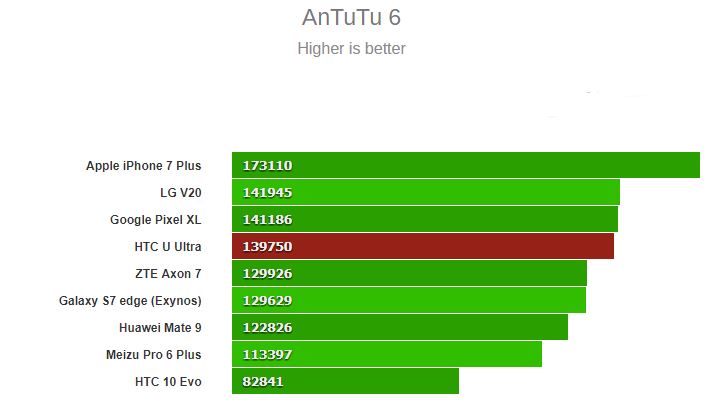 AnTuTu 6
Higher is better
Apple iPhone 7 Plus 173110
LG V20 141945
Google Pixel XL 141186
HTC U Ultra 139750
ZTE Axon 7 129926
Galaxy S7 edge (Exynos) 129629
Huawei Mate 9 122826
Meizu Pro 6 Plus 113397
HTC 10 Evo 82841